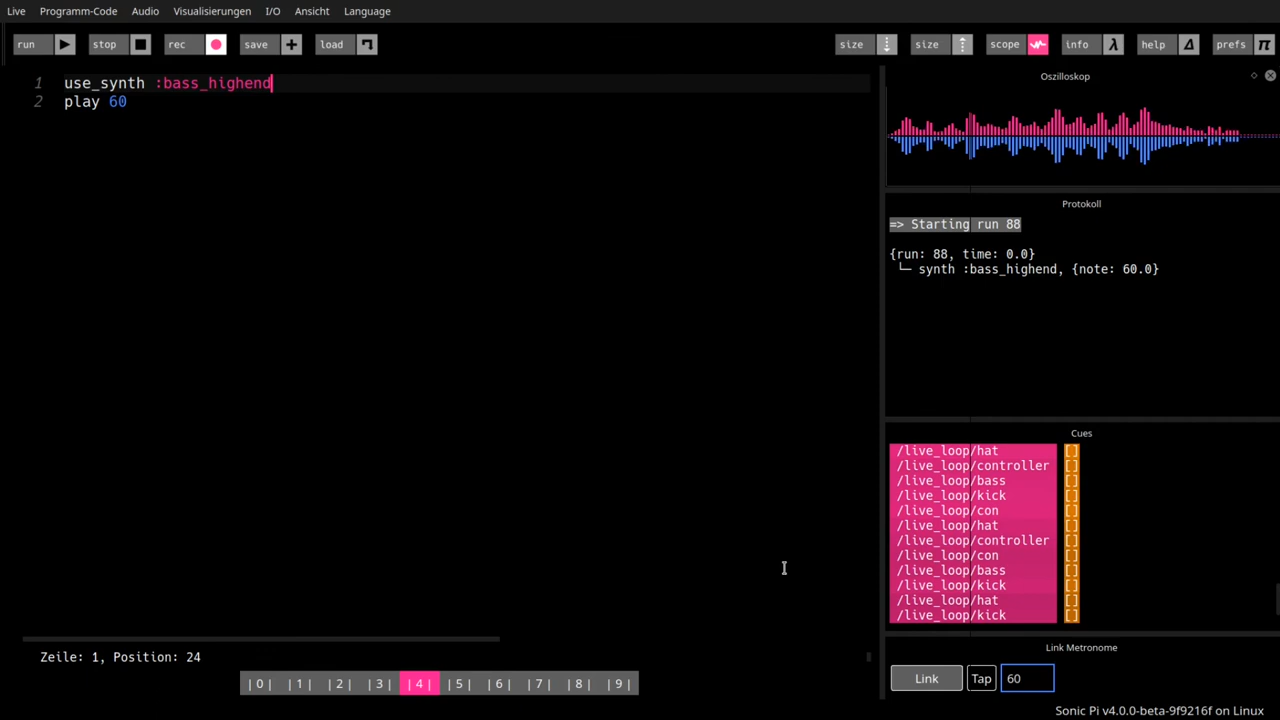 Live Programm-Code Audio Visualisierungen I/O Ansicht Language
run stop rec save load size size scope info λ help prefs π
1 use_synth :bass_highend
2 play 60
Oszilloskop
Protokoll
=> Starting run 88
{run: 88, time: 0.0}
└─ synth :bass_highend, {note: 60.0}
Cues
/live_loop/hat []
/live_loop/controller []
/live_loop/bass []
/live_loop/kick []
/live_loop/con []
/live_loop/hat []
/live_loop/controller []
/live_loop/con []
/live_loop/bass []
/live_loop/kick []
/live_loop/hat []
/live_loop/kick []
Zeile: 1, Position: 24
|0| |1| |2| |3| |4| |5| |6| |7| |8| |9|
Link Metronome
Link Tap 60
Sonic Pi v4.0.0-beta-9f9216f on Linux